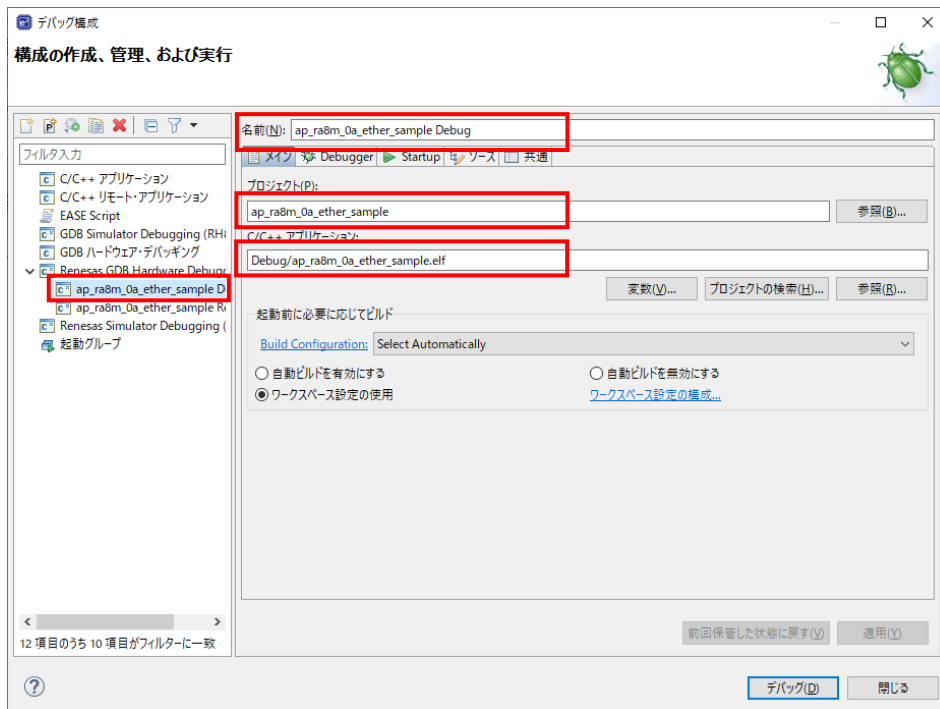 デバッグ構成
構成の作成、管理、および実行
名前(N): ap_ra8m_0a_ether_sample Debug
フィルタ入力
C/C++ アプリケーション
C/C++ リモート・アプリケーション
EASE Script
GDB Simulator Debugging (RH
GDB ハードウェア・デバッギング
Renesas GDB Hardware Debug
ap_ra8m_0a_ether_sample D
ap_ra8m_0a_ether_sample R
Renesas Simulator Debugging (
起動グループ
12 項目のうち 10 項目がフィルターに一致
メイン Debugger Startup ソース 共通
プロジェクト(P):
ap_ra8m_0a_ether_sample 参照(B)...
C/C++ アプリケーション:
Debug/ap_ra8m_0a_ether_sample.elf
変数(V)... プロジェクトの検索(H)... 参照(R)...
起動前に必要に応じてビルド
Build Configuration: Select Automatically
自動ビルドを有効にする 自動ビルドを無効にする
ワークスペース設定の使用 ワークスペース設定の構成...
前回保管した状態に戻す(V) 適用(Y)
デバッグ(D) 閉じる